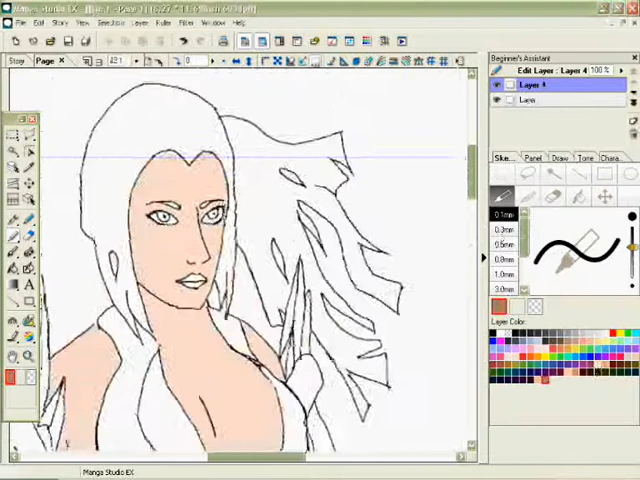 Manga Studio EX
File Edit Story View Selection Layer Ruler Filter Window Help
Story Page
Beginner's Assistant
Edit Layer: Layer 4 100 %
Layer 4
Layer
Ske... Panel Draw Tone Chara...
0.1mm
0.3mm
0.5mm
0.8mm
1.0mm
3.0mm
Layer Color:
Manga Studio EX